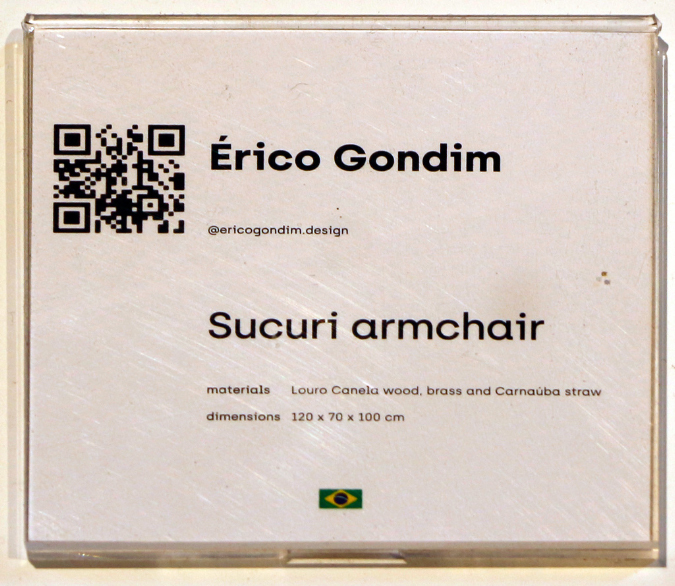 Érico Gondim
@ericogondim.design
Sucuri armchair
materials Louro Canela wood, brass and Carnaúba straw
dimensions 120 x 70 x 100 cm